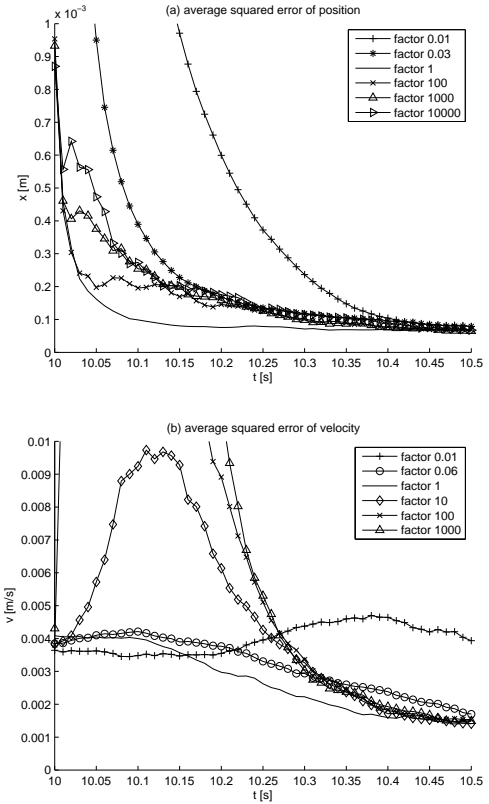 (a) average squared error of position
x 10⁻³
1
0.9
0.8
0.7
0.6
0.5
0.4
0.3
0.2
0.1
0
x [m]
factor 0.01
factor 0.03
factor 1
factor 100
factor 1000
factor 10000
10 10.05 10.1 10.15 10.2 10.25 10.3 10.35 10.4 10.45 10.5
t [s]
(b) average squared error of velocity
0.01
0.009
0.008
0.007
0.006
0.005
0.004
0.003
0.002
0.001
0
v [m/s]
factor 0.01
factor 0.06
factor 1
factor 10
factor 100
factor 1000
10 10.05 10.1 10.15 10.2 10.25 10.3 10.35 10.4 10.45 10.5
t [s]